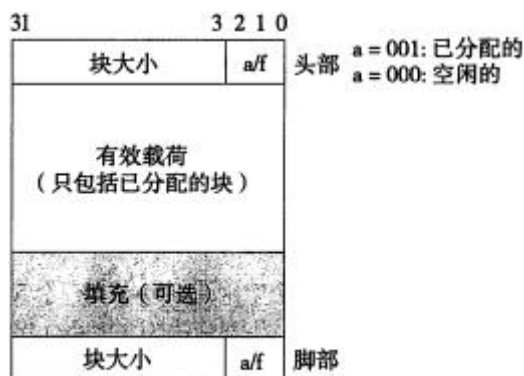 31 3 2 1 0
块大小 a/f 头部 a = 001: 已分配的
a = 000: 空闲的
有效载荷
（只包括已分配的块）
填充（可选）
块大小 a/f 脚部